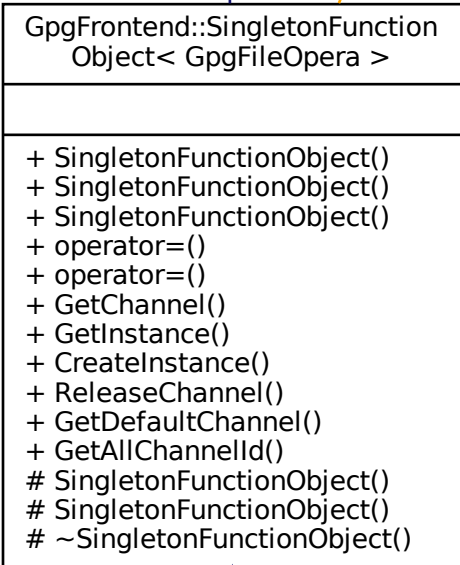 GpgFrontend::SingletonFunction
Object< GpgFileOpera >
+ SingletonFunctionObject()
+ SingletonFunctionObject()
+ SingletonFunctionObject()
+ operator=()
+ operator=()
+ GetChannel()
+ GetInstance()
+ CreateInstance()
+ ReleaseChannel()
+ GetDefaultChannel()
+ GetAllChannelId()
# SingletonFunctionObject()
# SingletonFunctionObject()
# ~SingletonFunctionObject()